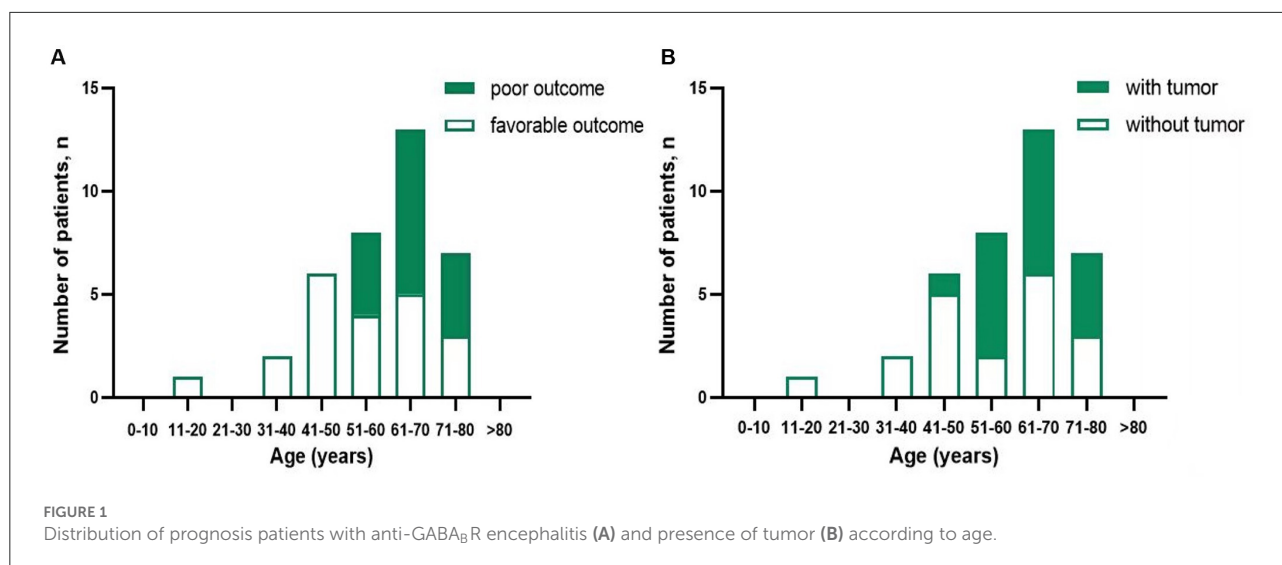 A
poor outcome
favorable outcome
15
10
5
0
Number of patients, n
0-10 11-20 21-30 31-40 41-50 51-60 61-70 71-80 >80
Age (years)
B
with tumor
without tumor
15
10
5
0
Number of patients, n
0-10 11-20 21-30 31-40 41-50 51-60 61-70 71-80 >80
Age (years)
FIGURE 1
Distribution of prognosis patients with anti-GABA_BR encephalitis (A) and presence of tumor (B) according to age.